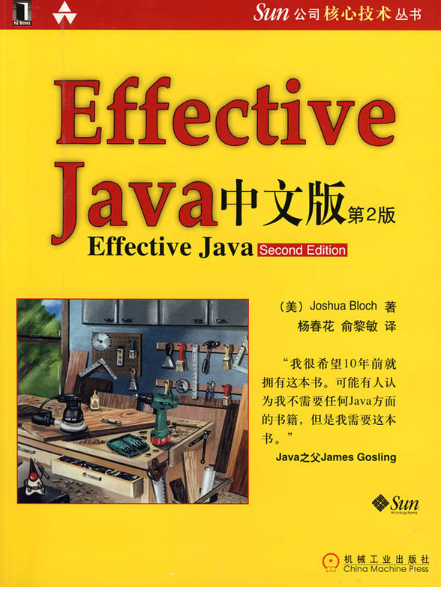 Sun 公司 核心技术 丛书
Effective
Java 中文版 第2版
Effective Java Second Edition
（美） Joshua Bloch 著
杨春花 俞黎敏 译
“我很希望10年前就
拥有这本书。可能有人认
为我不需要任何Java方面
的书籍，但是我需要这本
书。”
Java之父James Gosling
Sun
microsystems
机械工业出版社
China Machine Press